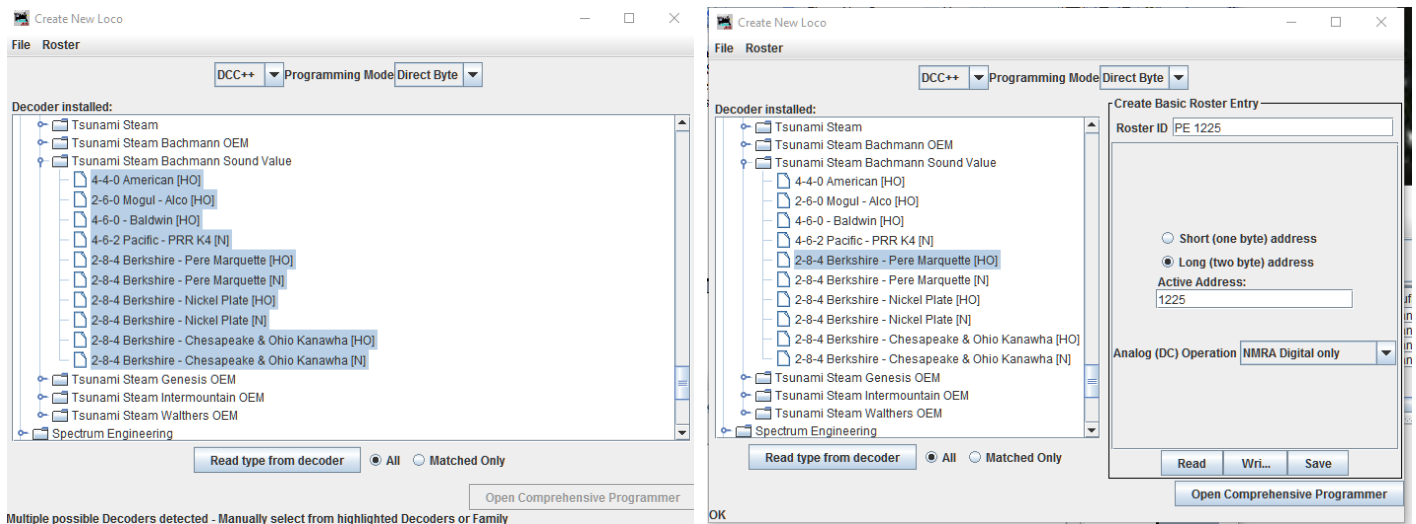 Create New Loco
File Roster
DCC++ Programming Mode Direct Byte
Decoder installed:
Tsunami Steam
Tsunami Steam Bachmann OEM
Tsunami Steam Bachmann Sound Value
4-4-0 American [HO]
2-6-0 Mogul - Alco [HO]
4-6-0 - Baldwin [HO]
4-6-2 Pacific - PRR K4 [N]
2-8-4 Berkshire - Pere Marquette [HO]
2-8-4 Berkshire - Pere Marquette [N]
2-8-4 Berkshire - Nickel Plate [HO]
2-8-4 Berkshire - Nickel Plate [N]
2-8-4 Berkshire - Chesapeake & Ohio Kanawha [HO]
2-8-4 Berkshire - Chesapeake & Ohio Kanawha [N]
Tsunami Steam Genesis OEM
Tsunami Steam Intermountain OEM
Tsunami Steam Walthers OEM
Spectrum Engineering
Read type from decoder All Matched Only
Open Comprehensive Programmer
Multiple possible Decoders detected - Manually select from highlighted Decoders or Family
Create New Loco
File Roster
DCC++ Programming Mode Direct Byte
Decoder installed:
Tsunami Steam
Tsunami Steam Bachmann OEM
Tsunami Steam Bachmann Sound Value
4-4-0 American [HO]
2-6-0 Mogul - Alco [HO]
4-6-0 - Baldwin [HO]
4-6-2 Pacific - PRR K4 [N]
2-8-4 Berkshire - Pere Marquette [HO]
2-8-4 Berkshire - Pere Marquette [N]
2-8-4 Berkshire - Nickel Plate [HO]
2-8-4 Berkshire - Nickel Plate [N]
2-8-4 Berkshire - Chesapeake & Ohio Kanawha [HO]
2-8-4 Berkshire - Chesapeake & Ohio Kanawha [N]
Tsunami Steam Genesis OEM
Tsunami Steam Intermountain OEM
Tsunami Steam Walthers OEM
Spectrum Engineering
Read type from decoder All Matched Only
Create Basic Roster Entry
Roster ID PE 1225
Short (one byte) address
Long (two byte) address
Active Address:
1225
Analog (DC) Operation NMRA Digital only
Read Wri... Save
Open Comprehensive Programmer
OK